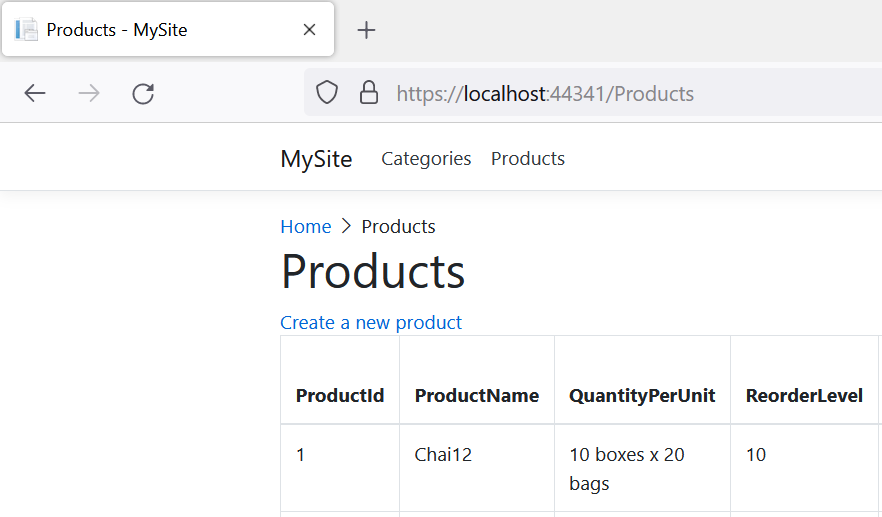 Products - MySite
https://localhost:44341/Products
MySite Categories Products
Home > Products
Products
Create a new product
ProductId ProductName QuantityPerUnit ReorderLevel
1 Chai12 10 boxes x 20 10
bags